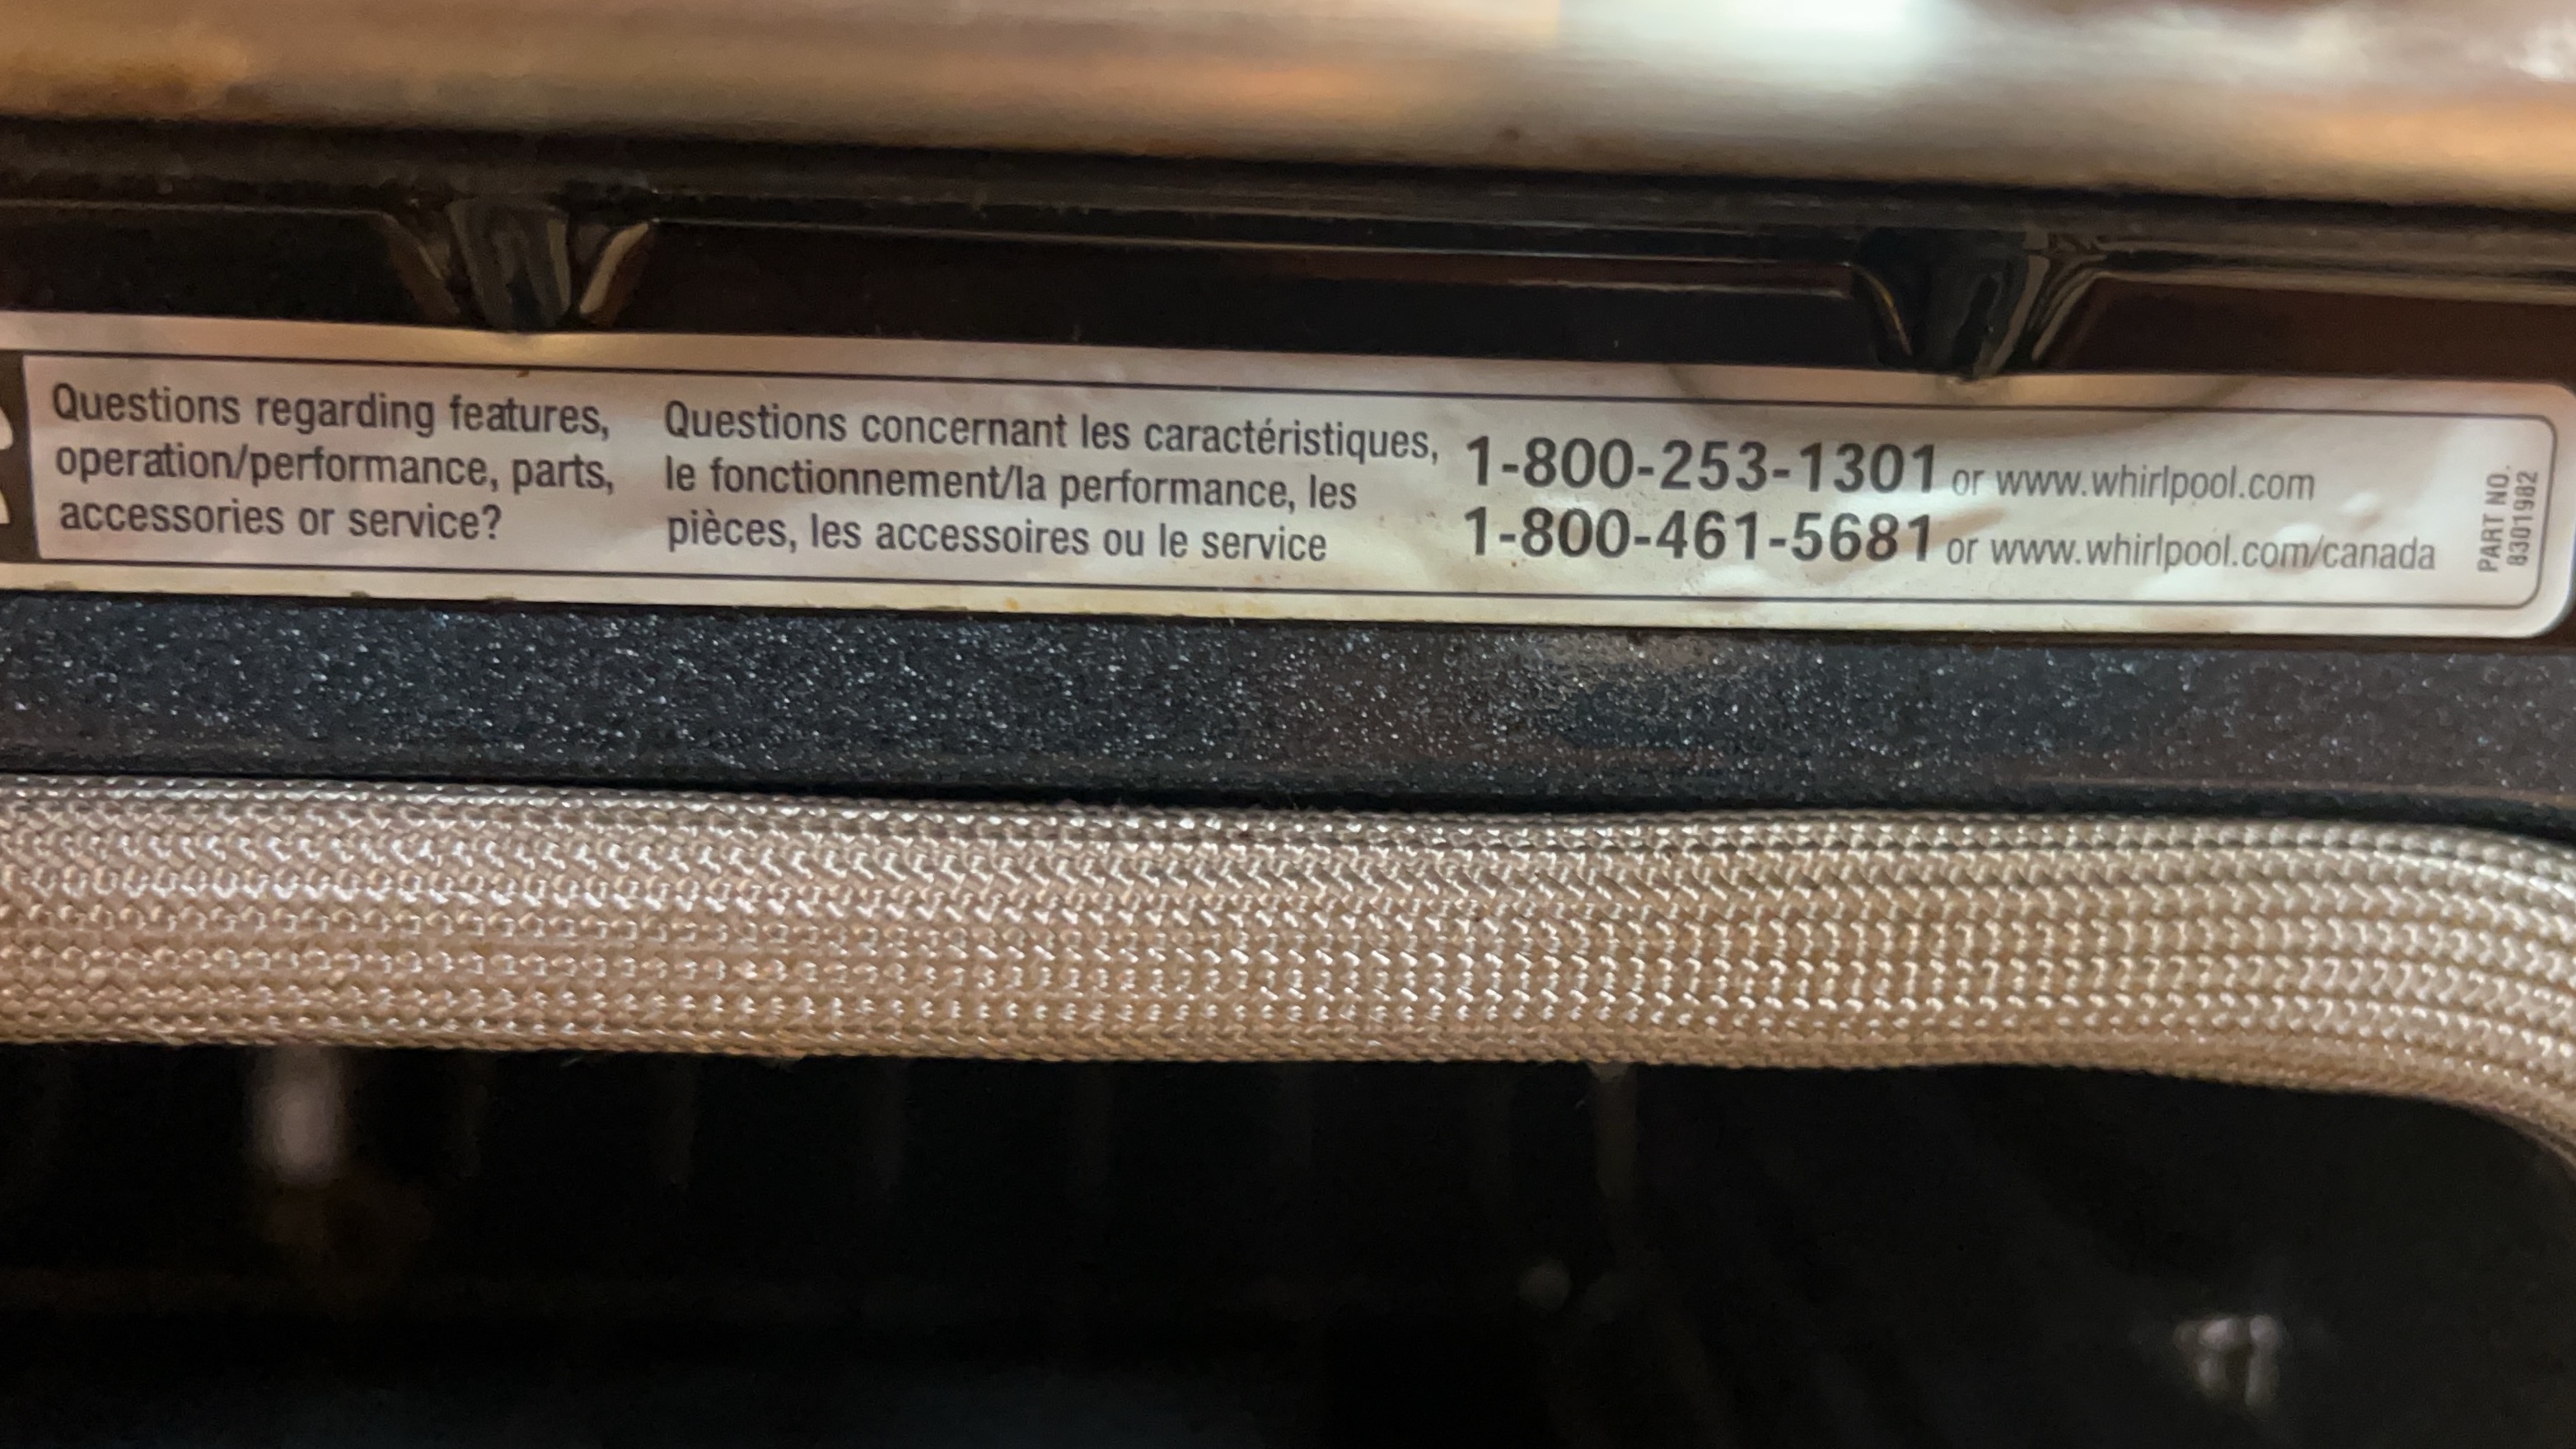 Questions regarding features,
operation/performance, parts,
accessories or service?
Questions concernant les caractéristiques,
le fonctionnement/la performance, les
pièces, les accessoires ou le service
1-800-253-1301 or www.whirlpool.com
1-800-461-5681 or www.whirlpool.com/canada
PART NO.
8301982